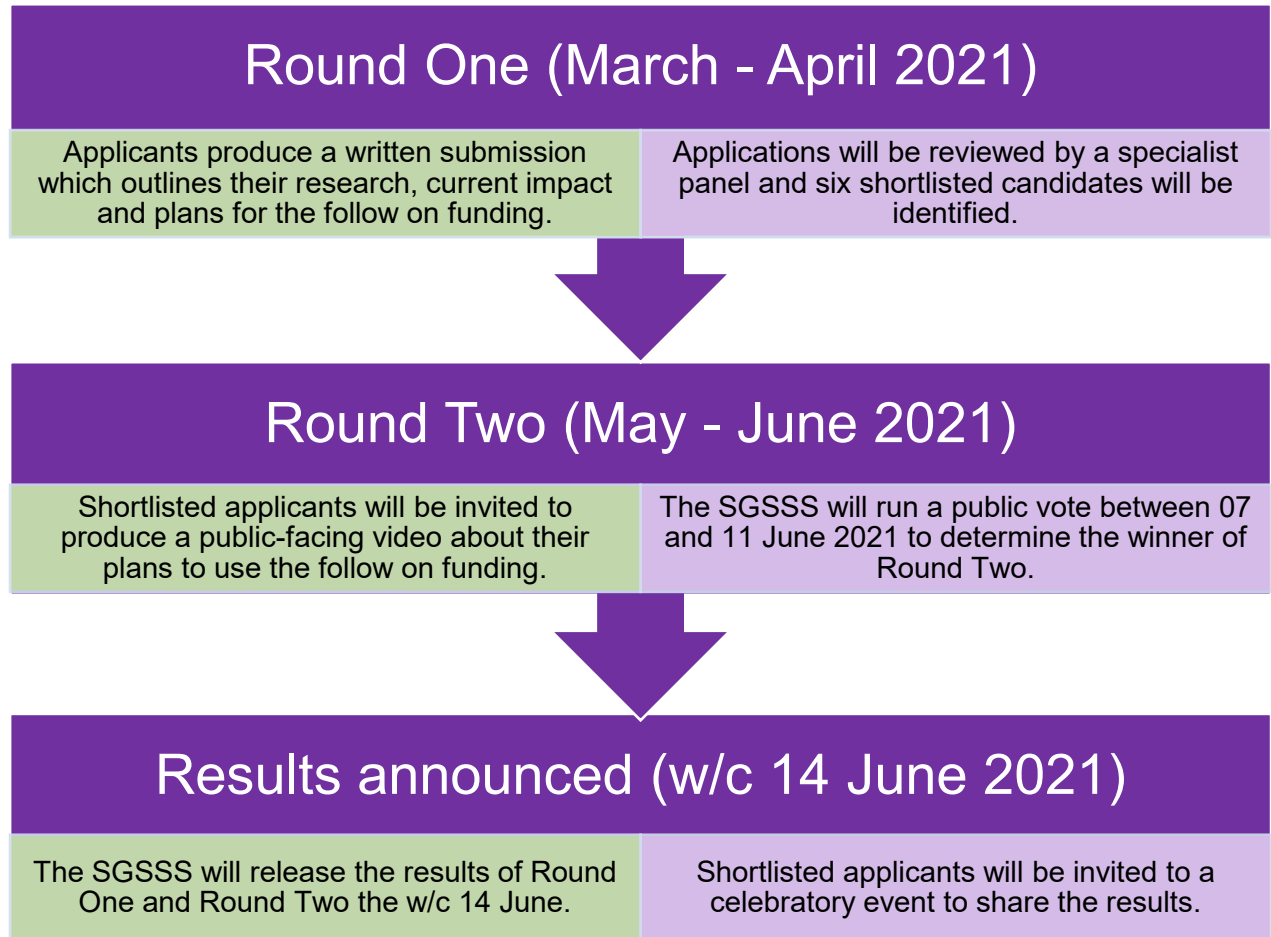 Round One (March - April 2021)
Applicants produce a written submission
which outlines their research, current impact
and plans for the follow on funding.
Applications will be reviewed by a specialist
panel and six shortlisted candidates will be
identified.
Round Two (May - June 2021)
Shortlisted applicants will be invited to
produce a public-facing video about their
plans to use the follow on funding.
The SGSSS will run a public vote between 07
and 11 June 2021 to determine the winner of
Round Two.
Results announced (w/c 14 June 2021)
The SGSSS will release the results of Round
One and Round Two the w/c 14 June.
Shortlisted applicants will be invited to a
celebratory event to share the results.